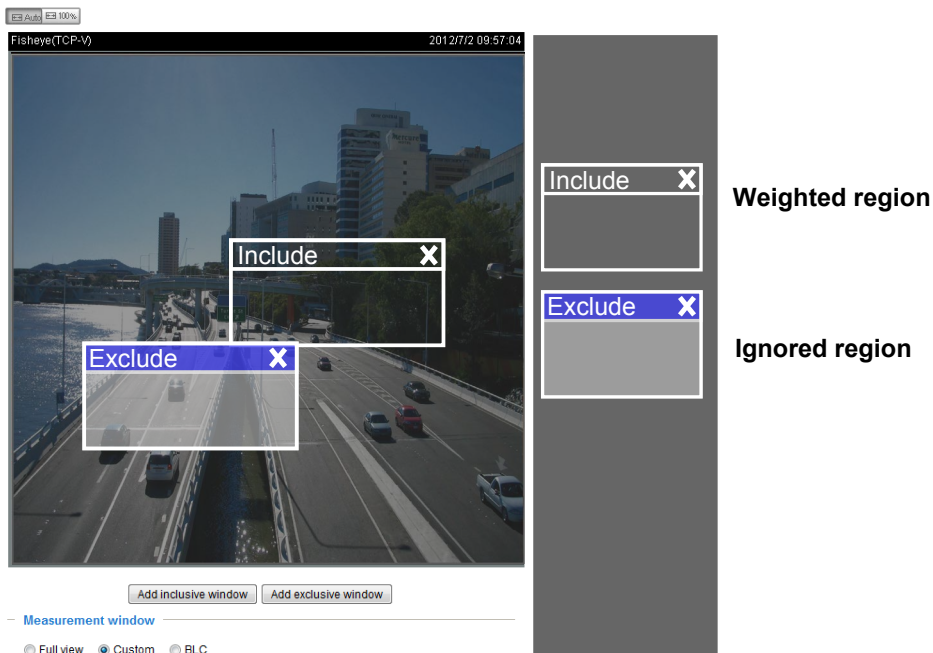 Auto 100%
Fisheye(TCP-V) 2012/7/2 09:57:04
Include
Exclude
Include
Weighted region
Exclude
Ignored region
Add inclusive window Add exclusive window
Measurement window
Full view Custom BLC